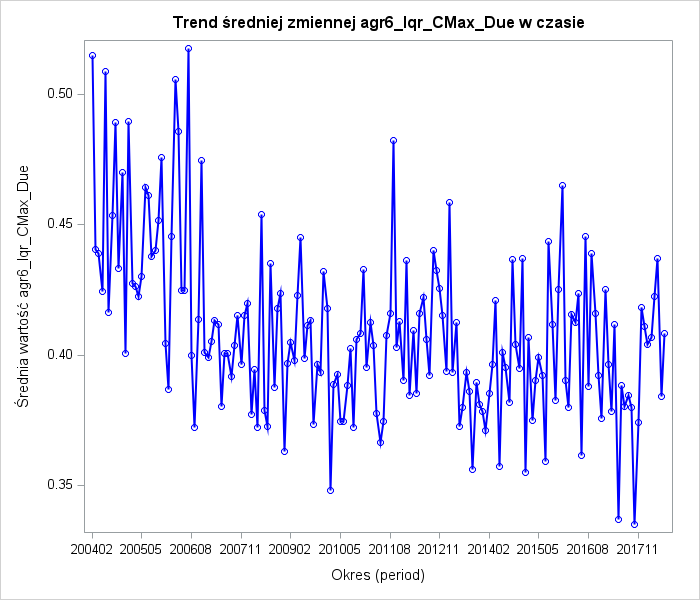 Trend średniej zmiennej agr6_Iqr_CMax_Due w czasie
Średnia wartość agr6_Iqr_CMax_Due
0.50
0.45
0.40
0.35
200402 200505 200608 200711 200902 201005 201108 201211 201402 201505 201608 201711
Okres (period)